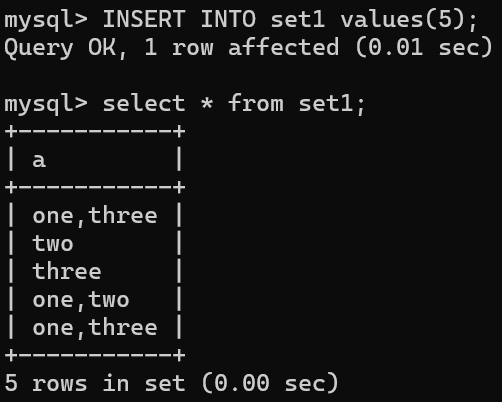 mysql> INSERT INTO set1 values(5);
Query OK, 1 row affected (0.01 sec)

mysql> select * from set1;
+-----------+
| a         |
+-----------+
| one,three |
| two       |
| three     |
| one,two   |
| one,three |
+-----------+
5 rows in set (0.00 sec)